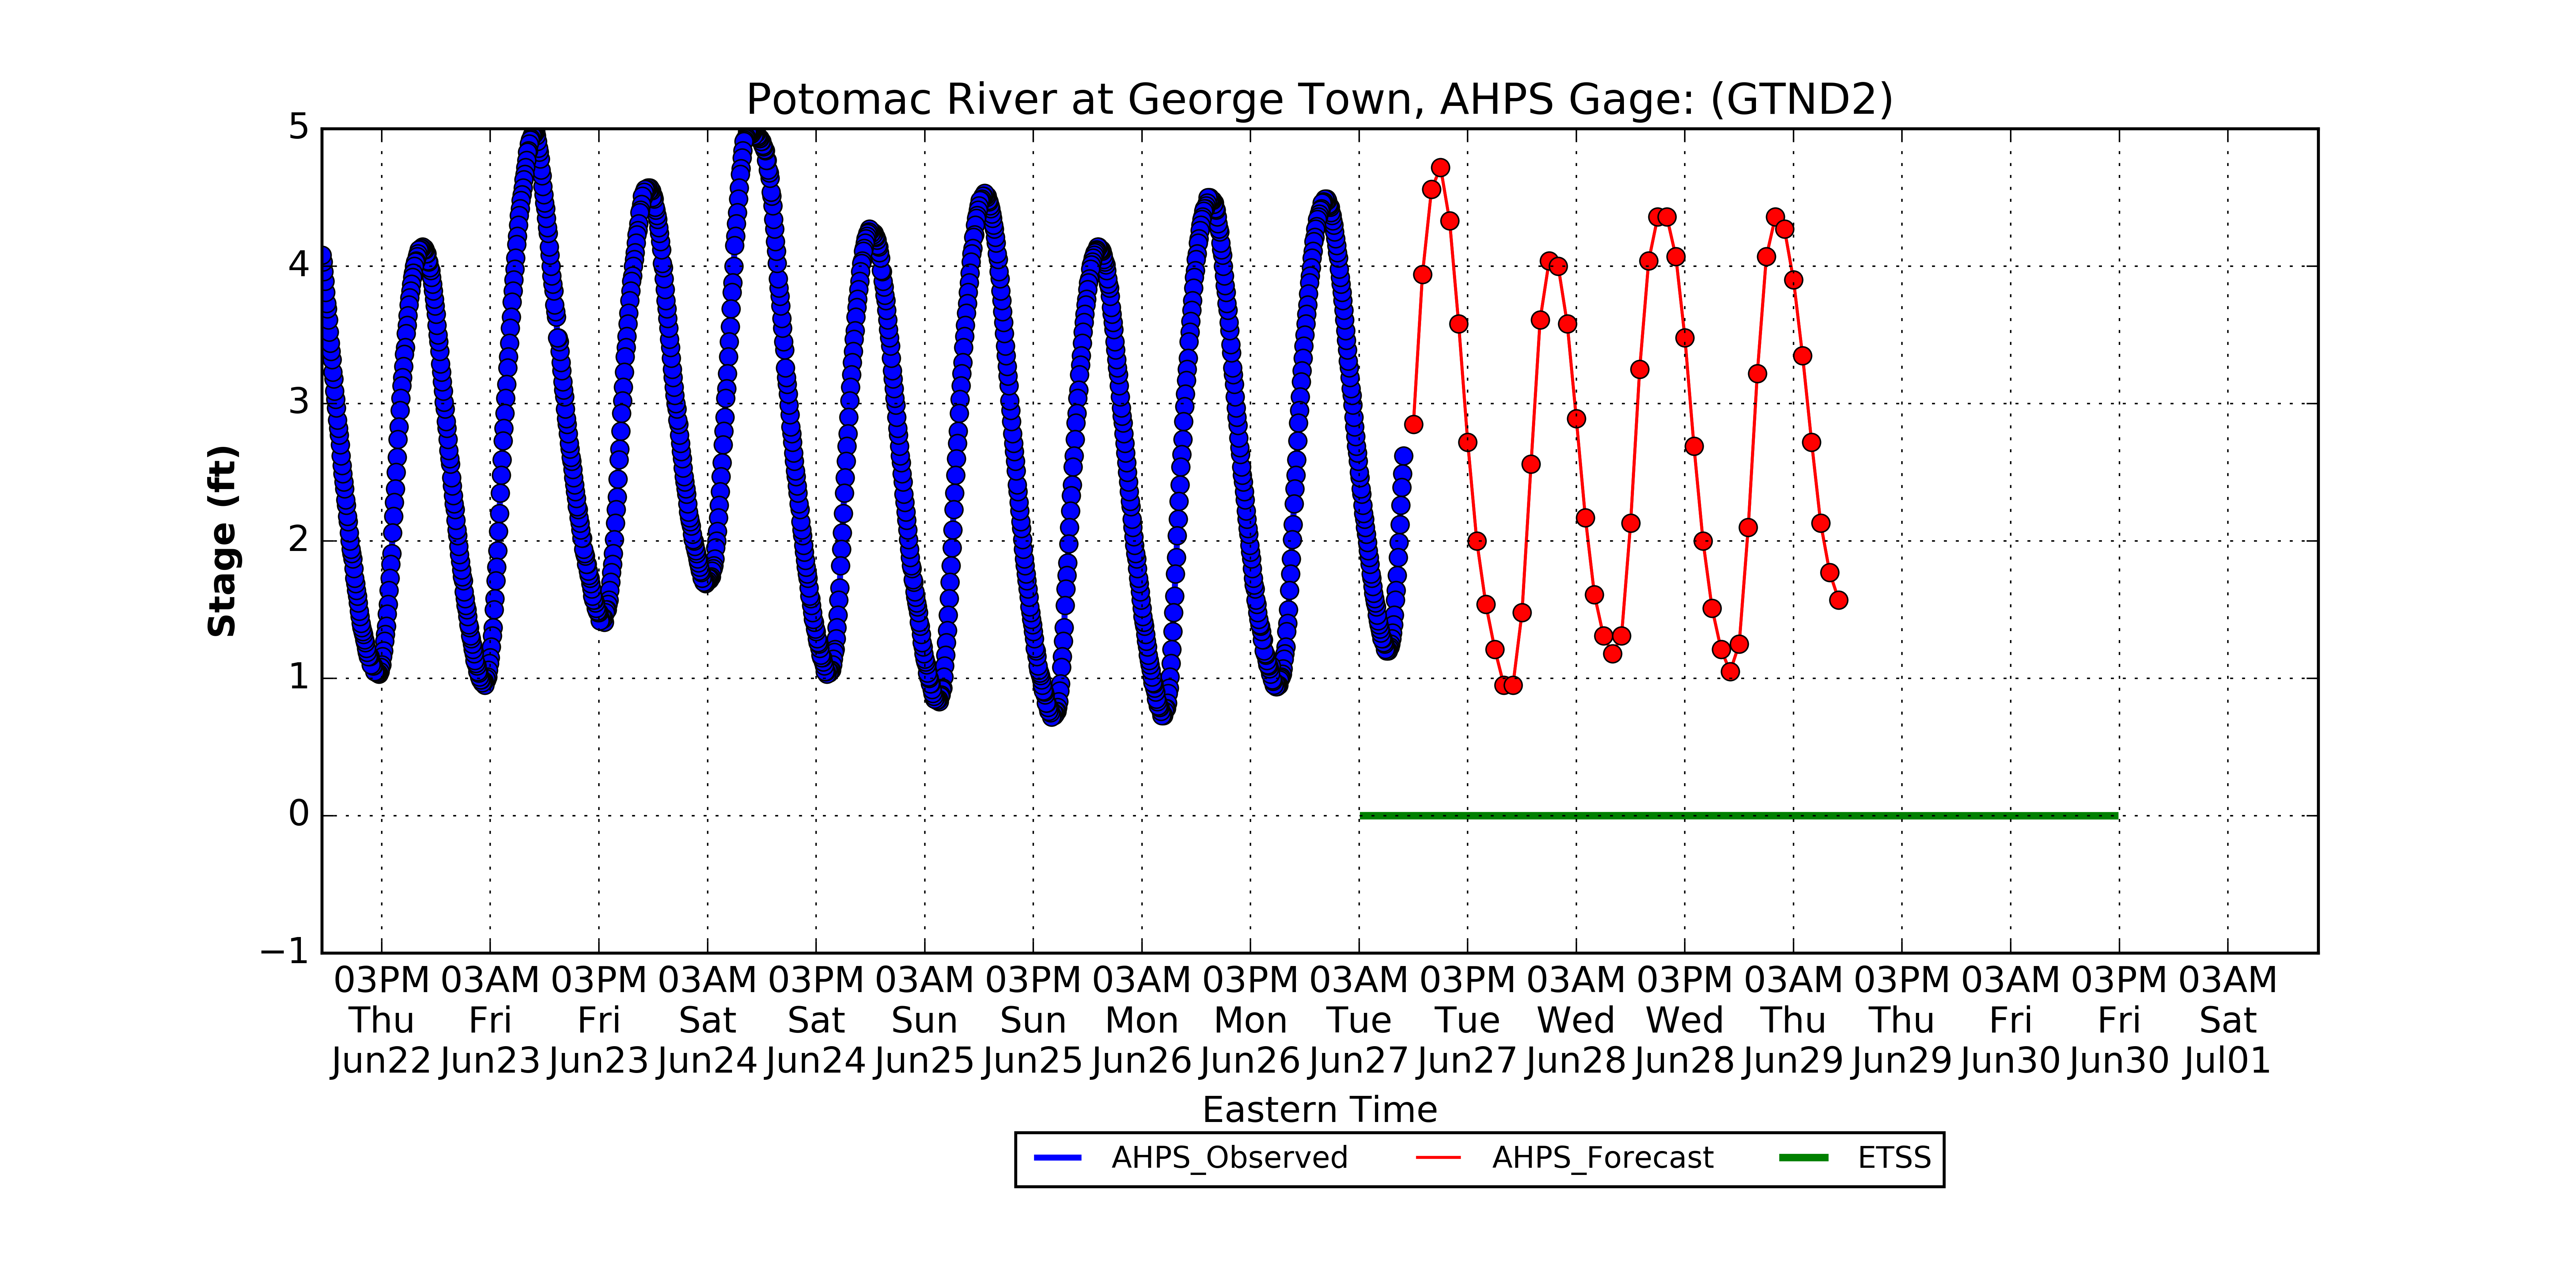 Potomac River at George Town, AHPS Gage: (GTND2)
Stage (ft)
5
4
3
2
1
0
−1
03PM 03AM 03PM 03AM 03PM 03AM 03PM 03AM 03PM 03AM 03PM 03AM 03PM 03AM 03PM 03AM 03PM 03AM
Thu Fri Fri Sat Sat Sun Sun Mon Mon Tue Tue Wed Wed Thu Thu Fri Fri Sat
Jun22 Jun23 Jun23 Jun24 Jun24 Jun25 Jun25 Jun26 Jun26 Jun27 Jun27 Jun28 Jun28 Jun29 Jun29 Jun30 Jun30 Jul01
Eastern Time
AHPS_Observed AHPS_Forecast ETSS